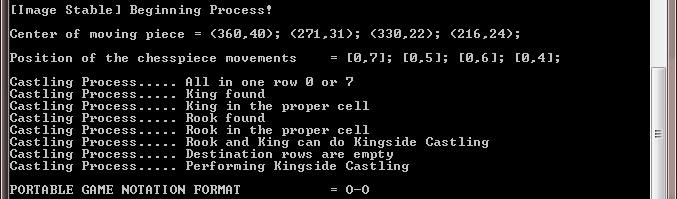 [Image Stable] Beginning Process!
Center of moving piece = (360,40); (271,31); (330,22); (216,24);
Position of the chesspiece movements = [0,7]; [0,5]; [0,6]; [0,4];
Castling Process..... All in one row 0 or 7
Castling Process..... King found
Castling Process..... King in the proper cell
Castling Process..... Rook found
Castling Process..... Rook in the proper cell
Castling Process..... Rook and King can do Kingside Castling
Castling Process..... Destination rows are empty
Castling Process..... Performing Kingside Castling
PORTABLE GAME NOTATION FORMAT = O-O